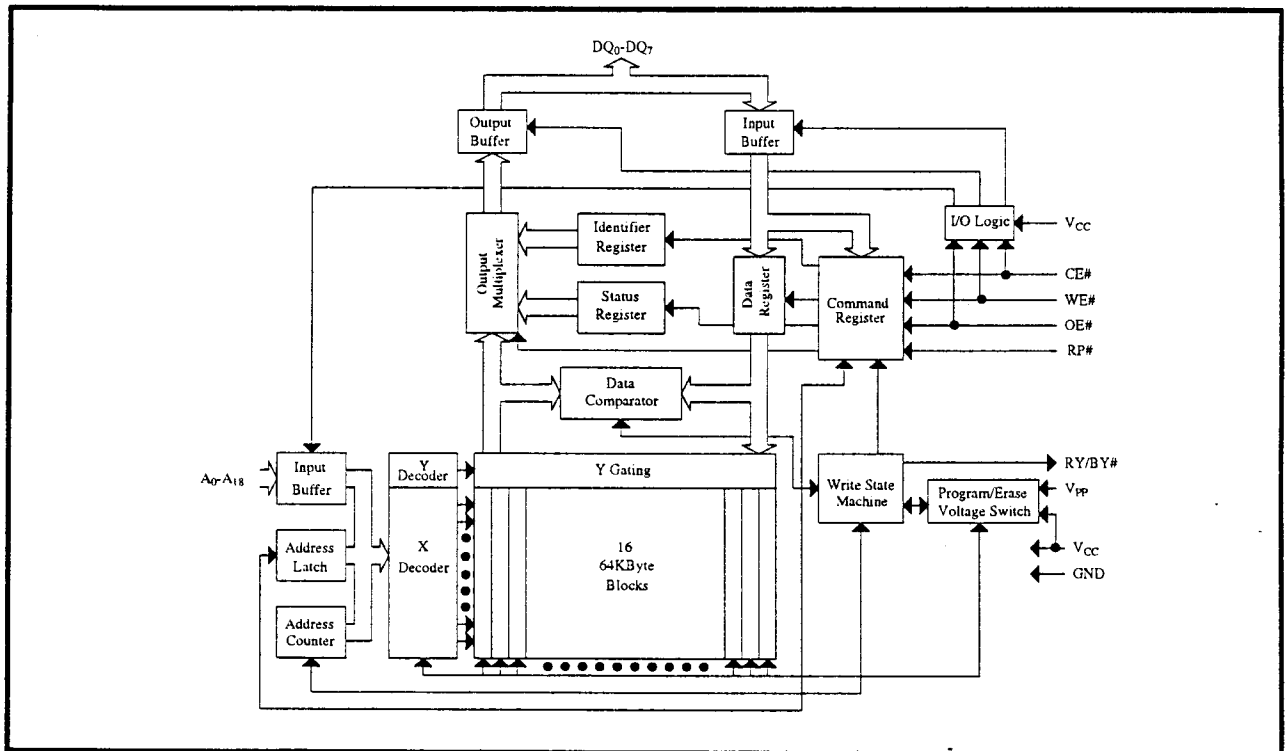 DQ0-DQ7
Output
Buffer
Input
Buffer
I/O Logic
VCC
Output
Multiplexer
Identifier
Register
Status
Register
Data
Register
Command
Register
CE#
WE#
OE#
RP#
Data
Comparator
A0-A18
Input
Buffer
Y
Decoder
Y Gating
Write State
Machine
RY/BY#
Program/Erase
Voltage Switch
VPP
VCC
GND
Address
Latch
X
Decoder
16
64KByte
Blocks
Address
Counter